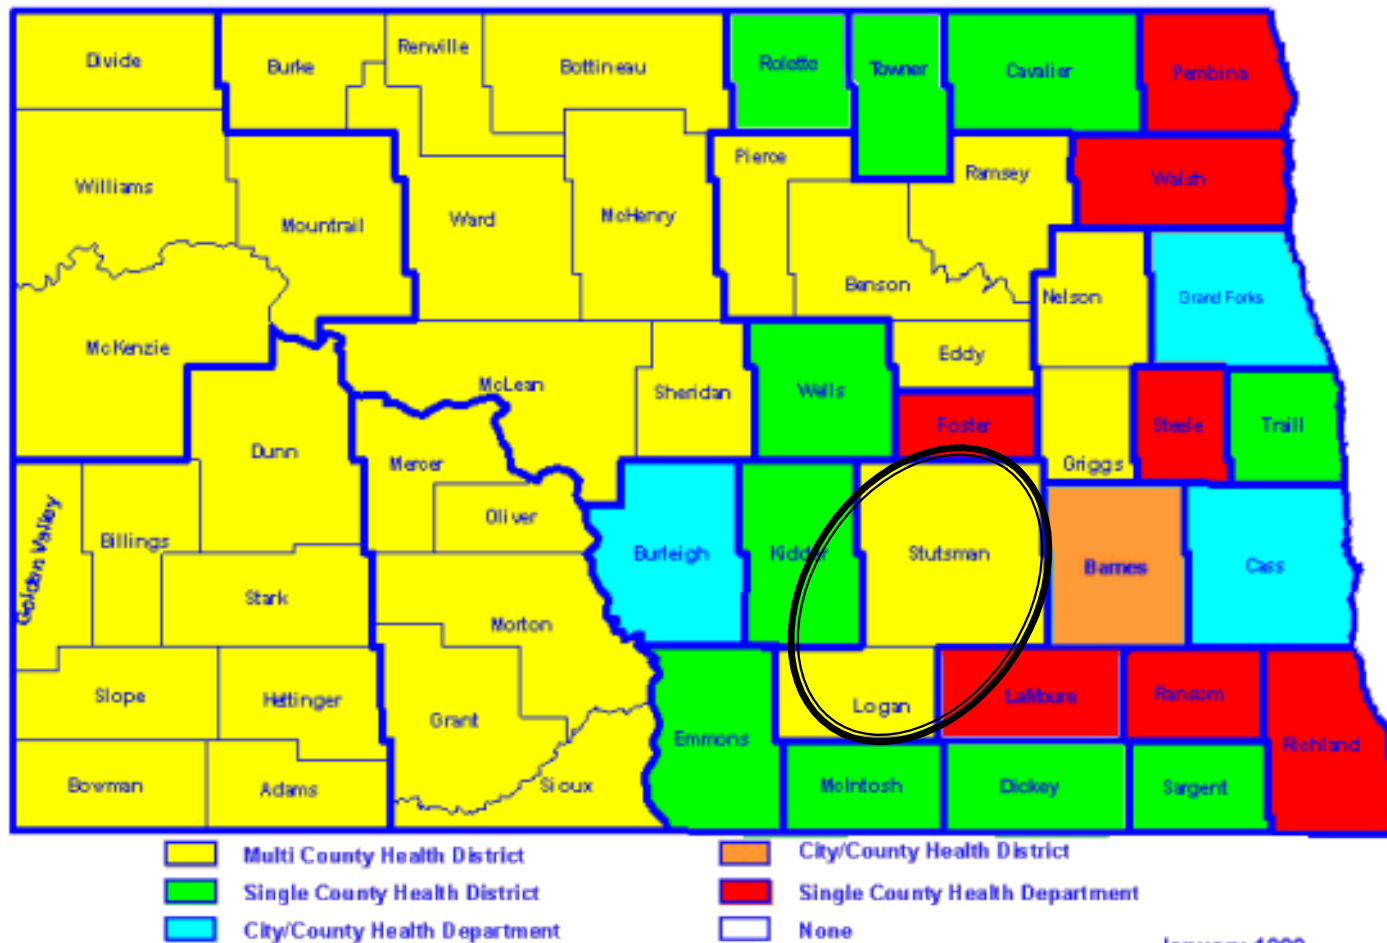 Divide
Burke
Renville
Bottineau
Rolette
Towner
Cavalier
Pembina
Williams
Mountrail
Ward
McHenry
Pierce
Ramsey
Walsh
Benson
Nelson
Grand Forks
McKenzie
McLean
Sheridan
Wells
Eddy
Foster
Griggs
Steele
Traill
Dunn
Mercer
Oliver
Golden Valley
Billings
Stark
Burleigh
Kidder
Stutsman
Barnes
Cass
Morton
Slope
Hettinger
Grant
Emmons
Logan
LaMoure
Ransom
Richland
Bowman
Adams
Sioux
McIntosh
Dickey
Sargent
Multi County Health District
City/County Health District
Single County Health District
Single County Health Department
City/County Health Department
None